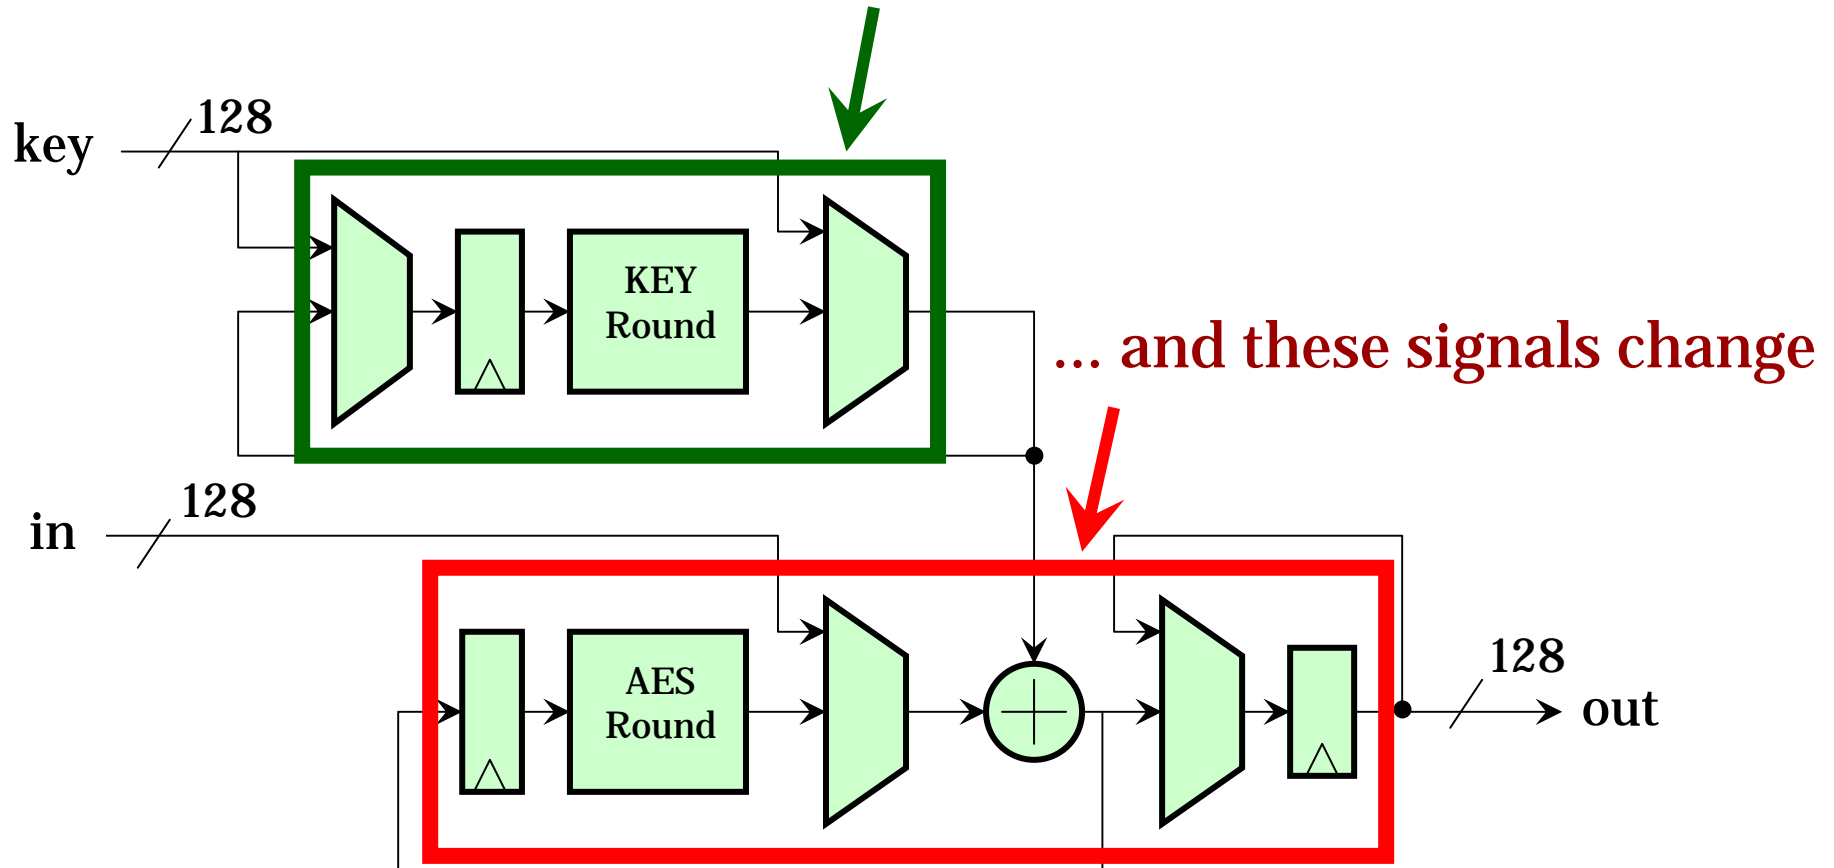 128
key
KEY
Round
... and these signals change
128
in
AES
Round
128
out